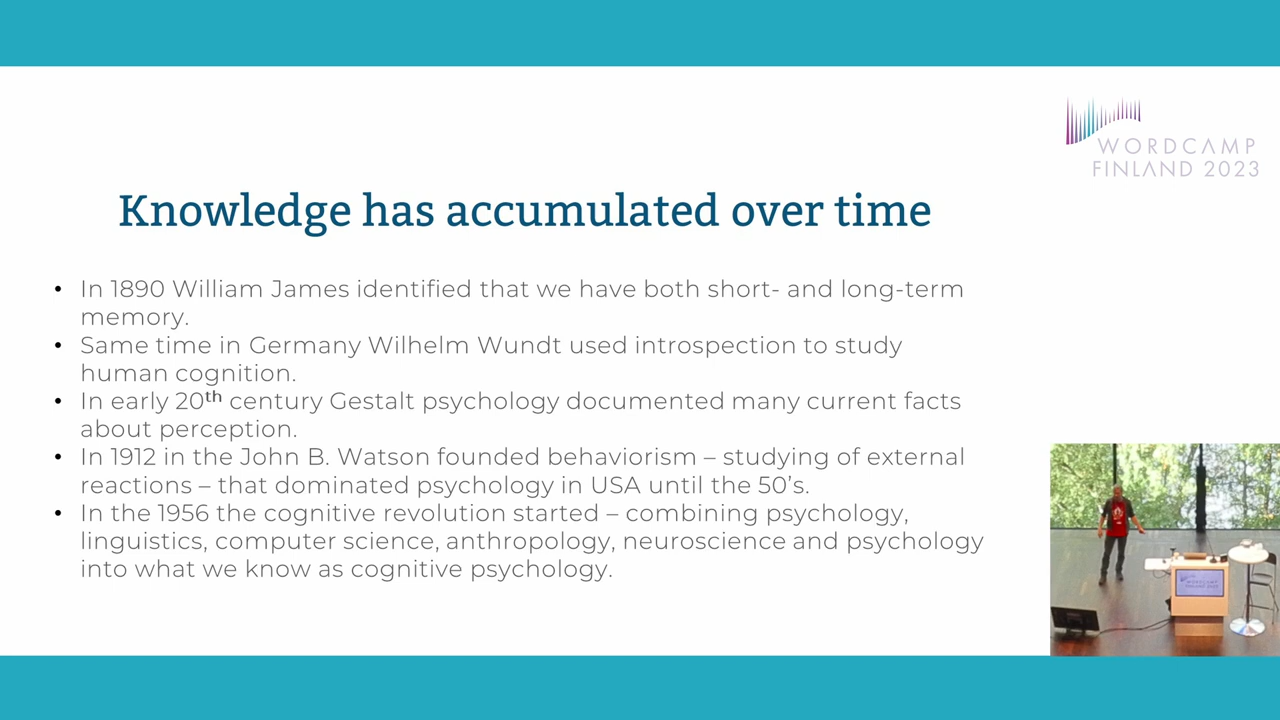 WORDCAMP
FINLAND 2023
Knowledge has accumulated over time
• In 1890 William James identified that we have both short- and long-term
memory.
• Same time in Germany Wilhelm Wundt used introspection to study
human cognition.
• In early 20th century Gestalt psychology documented many current facts
about perception.
• In 1912 in the John B. Watson founded behaviorism – studying of external
reactions – that dominated psychology in USA until the 50's.
• In the 1956 the cognitive revolution started – combining psychology,
linguistics, computer science, anthropology, neuroscience and psychology
into what we know as cognitive psychology.